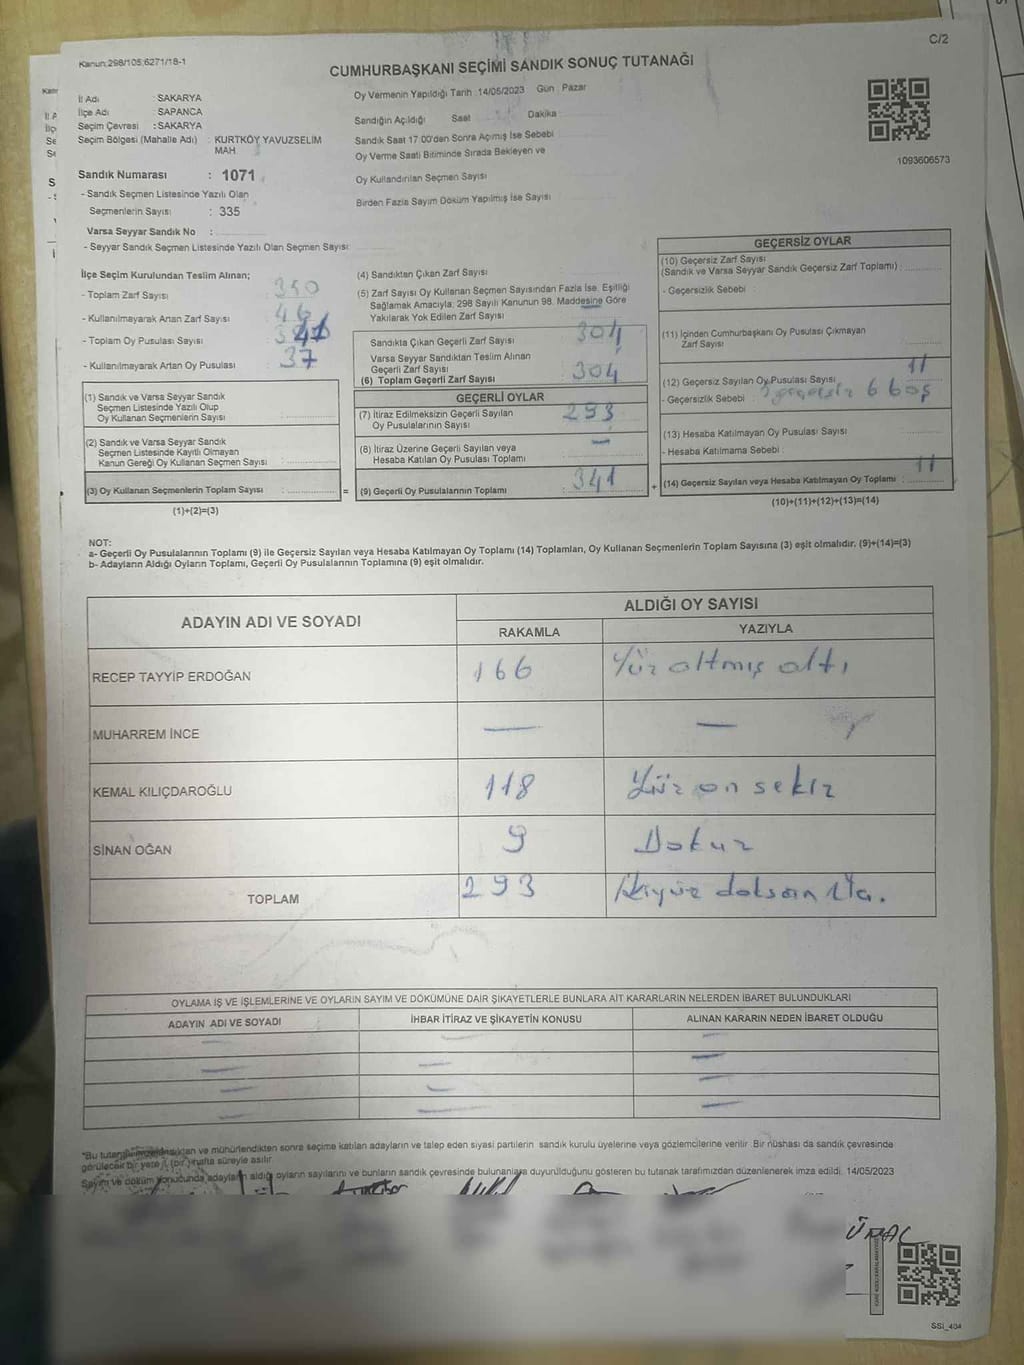 C/2
Kanun:298/105;6271/18-1
CUMHURBAŞKANI SEÇİMİ SANDIK SONUÇ TUTANAĞI
İl Adı : SAKARYA
İlçe Adı : SAPANCA
Seçim Çevresi : SAKARYA
Seçim Bölgesi (Mahalle Adı) : KURTKÖY YAVUZSELİM
MAH
Sandık Numarası : 1071
- Sandık Seçmen Listesinde Yazılı Olan
Seçmenlerin Sayısı : 335
Varsa Seyyar Sandık No :
- Seyyar Sandık Seçmen Listesinde Yazılı Olan Seçmen Sayısı:
Oy Vermenin Yapıldığı Tarih :14/05/2023 Gün Pazar
Sandığın Açıldığı Saat Dakika
Sandık Saat 17.00'den Sonra Açılmış İse Sebebi
Oy Verme Saati Bitiminde Sırada Bekleyen ve
Oy Kullandırılan Seçmen Sayısı
Birden Fazla Sayım Döküm Yapılmış İse Sayısı
1093606573
İlçe Seçim Kurulundan Teslim Alınan;
- Toplam Zarf Sayısı : 350
- Kullanılmayarak Artan Zarf Sayısı : 46
- Toplam Oy Pusulası Sayısı :
- Kullanılmayarak Artan Oy Pusulası : 37
(1) Sandık ve Varsa Seyyar Sandık
Seçmen Listesinde Yazılı Olup
Oy Kullanan Seçmenlerin Sayısı :
(2) Sandık ve Varsa Seyyar Sandık
Seçmen Listesinde Kayıtlı Olmayan
Kanun Gereği Oy Kullanan Seçmen Sayısı :
(3) Oy Kullanan Seçmenlerin Toplam Sayısı : =
(1)+(2)=(3)
(4) Sandıktan Çıkan Zarf Sayısı
(5) Zarf Sayısı Oy Kullanan Seçmen Sayısından Fazla İse, Eşitliği
Sağlamak Amacıyla, 298 Sayılı Kanunun 98. Maddesine Göre
Yakılarak Yok Edilen Zarf Sayısı
Sandıkta Çıkan Geçerli Zarf Sayısı : 304
Varsa Seyyar Sandıktan Teslim Alınan
Geçerli Zarf Sayısı
(6) Toplam Geçerli Zarf Sayısı : 304
GEÇERLİ OYLAR
(7) İtiraz Edilmeksizin Geçerli Sayılan
Oy Pusulalarının Sayısı : 293
(8) İtiraz Üzerine Geçerli Sayılan veya
Hesaba Katılan Oy Pusulası Toplamı : —
(9) Geçerli Oy Pusulalarının Toplamı : 341 +
GEÇERSİZ OYLAR
(10) Geçersiz Zarf Sayısı
(Sandık ve Varsa Seyyar Sandık Geçersiz Zarf Toplamı) :
- Geçersizlik Sebebi :
(11) İçinden Cumhurbaşkanı Oy Pusulası Çıkmayan
Zarf Sayısı
(12) Geçersiz Sayılan Oy Pusulası Sayısı 11
- Geçersizlik Sebebi : 5 geçersiz 6 boş
(13) Hesaba Katılmayan Oy Pusulası Sayısı
- Hesaba Katılmama Sebebi :
(14) Geçersiz Sayılan veya Hesaba Katılmayan Oy Toplamı : 11
(10)+(11)+(12)+(13)=(14)
NOT:
a- Geçerli Oy Pusulalarının Toplamı (9) ile Geçersiz Sayılan veya Hesaba Katılmayan Oy Toplamı (14) Toplamları, Oy Kullanan Seçmenlerin Toplam Sayısına (3) eşit olmalıdır. (9)+(14)=(3)
b- Adayların Aldığı Oyların Toplamı, Geçerli Oy Pusulalarının Toplamına (9) eşit olmalıdır.
ADAYIN ADI VE SOYADI
ALDIĞI OY SAYISI
RAKAMLA YAZIYLA
RECEP TAYYİP ERDOĞAN 166 Yüz altmış altı
MUHARREM İNCE — —
KEMAL KILIÇDAROĞLU 118 Yüz on sekiz
SİNAN OĞAN 9 Dokuz
TOPLAM 293 İkiyüz doksan üç.
OYLAMA İŞ VE İŞLEMLERİNE VE OYLARIN SAYIM VE DÖKÜMÜNE DAİR ŞİKAYETLERLE BUNLARA AİT KARARLARIN NELERDEN İBARET BULUNDUKLARI
ADAYIN ADI VE SOYADI İHBAR İTİRAZ VE ŞİKAYETİN KONUSU ALINAN KARARIN NEDEN İBARET OLDUĞU
— — —
— — —
— — —
— — —
"Bu tutanak ve mühürlendikten sonra seçime katılan adayların ve talep eden siyasi partilerin sandık kurulu üyelerine veya gözlemcilerine verilir. Bir nüshası da sandık çevresinde
görülecek bir yere (bir) hafta süreyle asılır.
Sayım ve döküm sonucunda adayların aldığı oyların sayılarını ve bunların sandık çevresinde bulunanlara duyurulduğunu gösteren bu tutanak tarafımızdan düzenlenerek imza edildi. 14/05/2023
SSİ_404